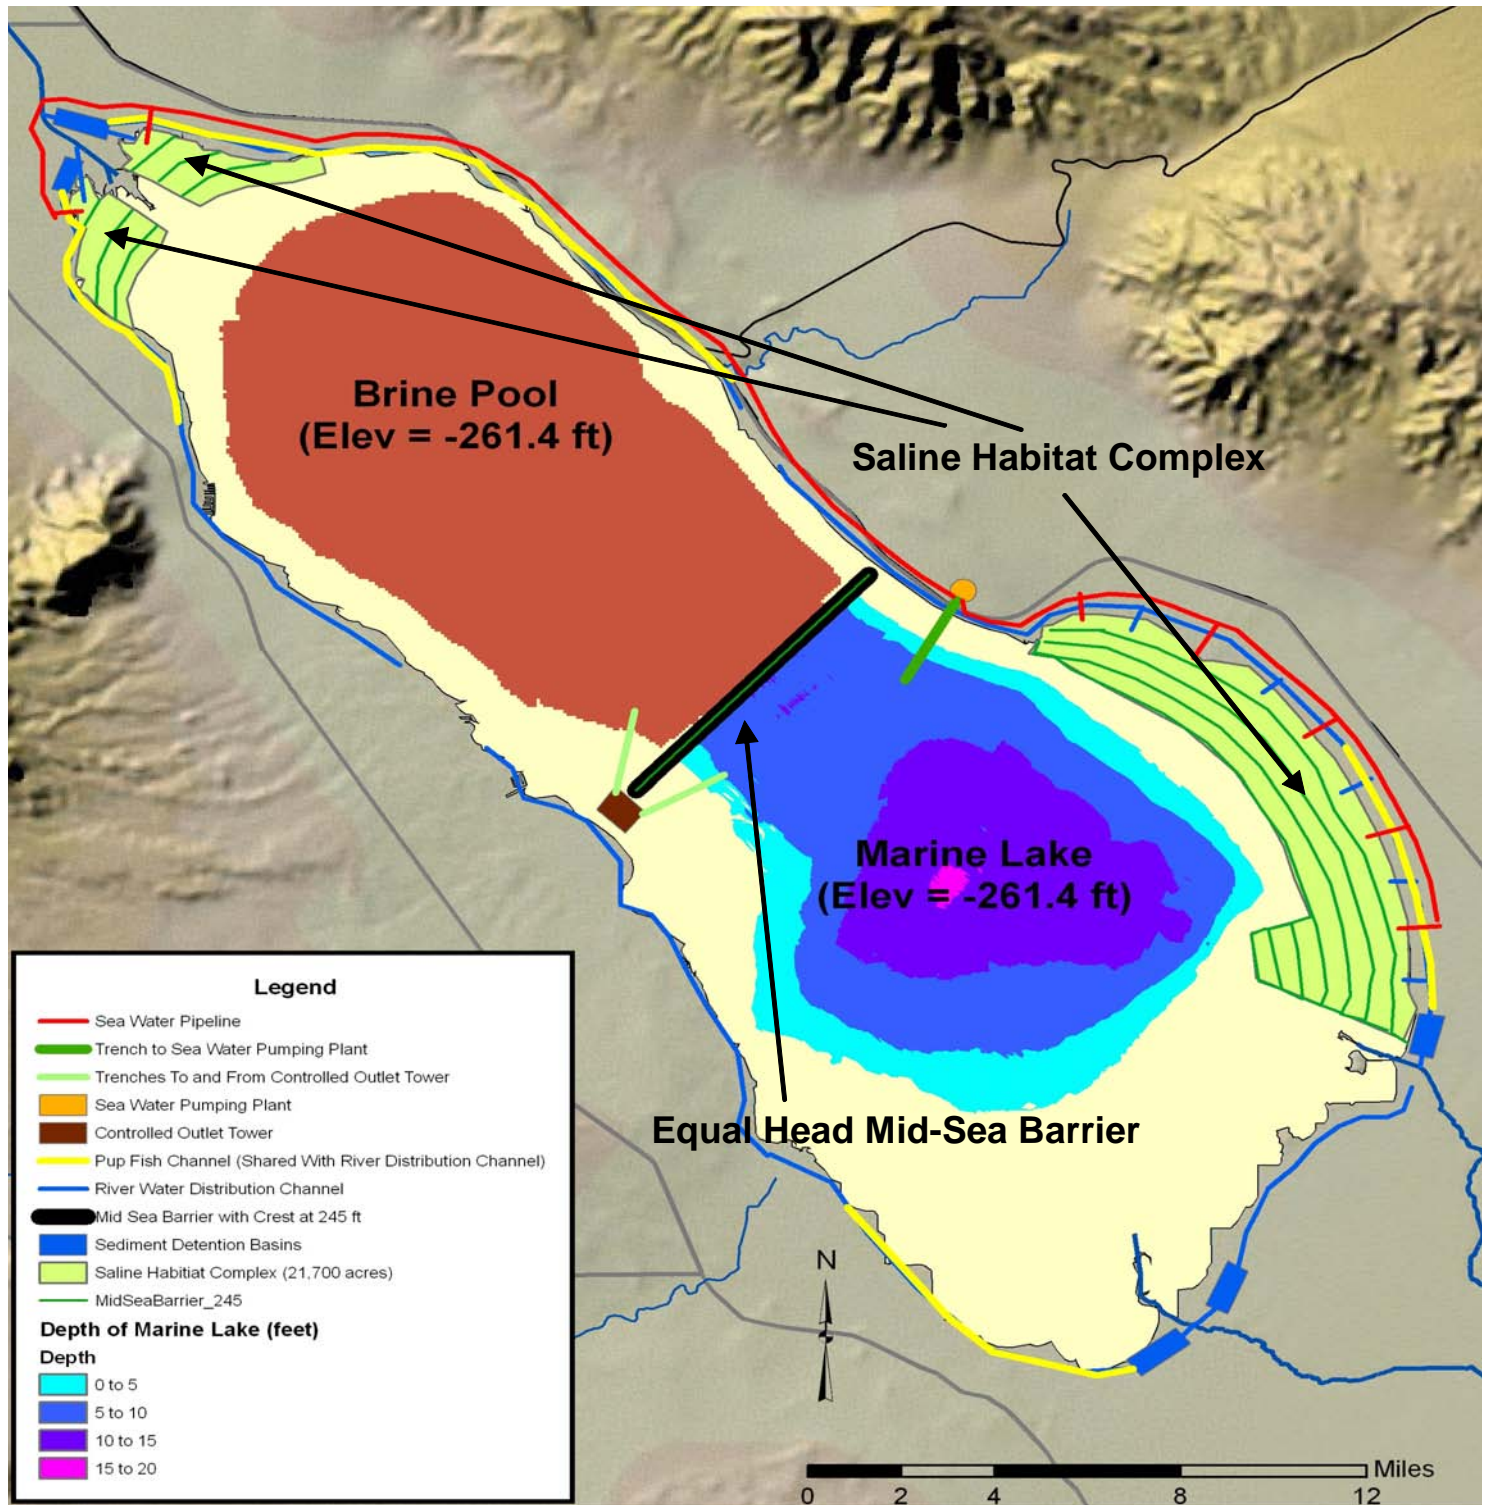 Brine Pool
(Elev = -261.4 ft)
Saline Habitat Complex
Marine Lake
(Elev = -261.4 ft)
Equal Head Mid-Sea Barrier
Legend
Sea Water Pipeline
Trench to Sea Water Pumping Plant
Trenches To and From Controlled Outlet Tower
Sea Water Pumping Plant
Controlled Outlet Tower
Pup Fish Channel (Shared With River Distribution Channel)
River Water Distribution Channel
Mid Sea Barrier with Crest at 245 ft
Sediment Detention Basins
Saline Habitiat Complex (21,700 acres)
MidSeaBarrier_245
Depth of Marine Lake (feet)
Depth
0 to 5
5 to 10
10 to 15
15 to 20
N
Miles
0 2 4 8 12